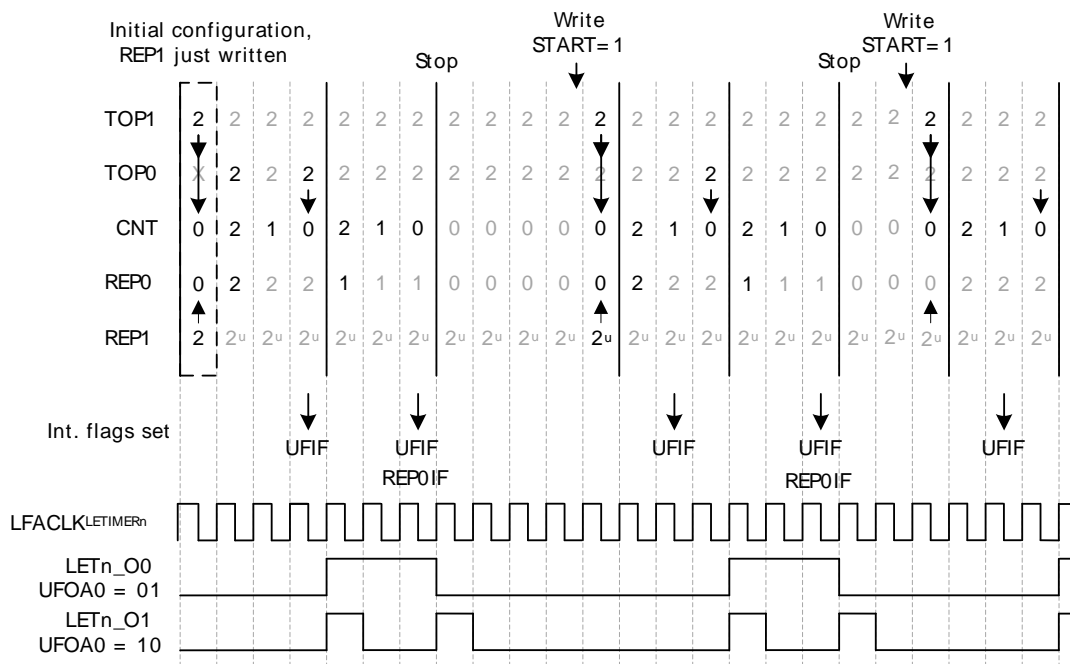 Initial configuration,
REP1 just written
Stop
Write
START=1
Stop
Write
START=1
TOP1 2 2 2 2 2 2 2 2 2 2 2 2 2 2 2 2 2 2 2 2 2 2 2 2
TOP0 X 2 2 2 2 2 2 2 2 2 2 2 2 2 2 2 2 2 2 2 2 2 2 2
CNT 0 2 1 0 2 1 0 0 0 0 0 0 2 1 0 2 1 0 0 0 0 2 1 0
REP0 0 2 2 2 1 1 1 0 0 0 0 0 2 2 2 1 1 1 0 0 0 2 2 2
REP1 2 2u 2u 2u 2u 2u 2u 2u 2u 2u 2u 2u 2u 2u 2u 2u 2u 2u 2u 2u 2u 2u 2u 2u
Int. flags set
UFIF UFIF UFIF UFIF UFIF
REP0IF REP0IF
LFACLKLETIMERn
LETn_O0
UFOA0 = 01
LETn_O1
UFOA0 = 10